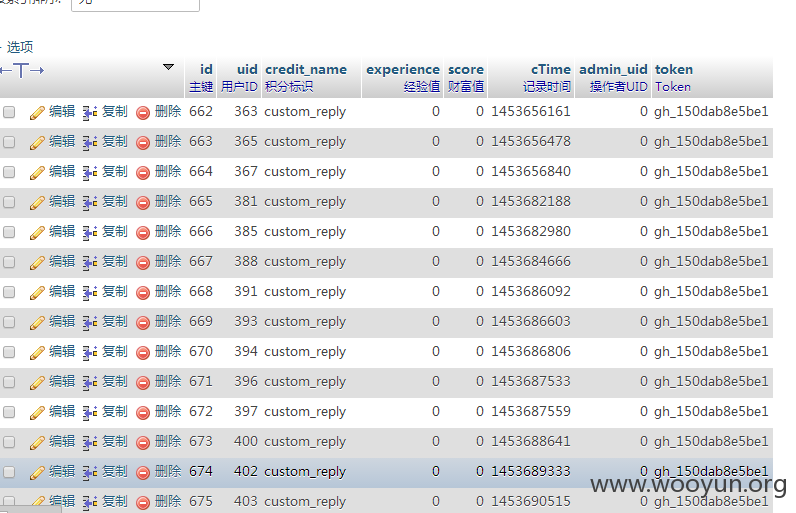 选项
id uid credit_name experience score cTime admin_uid token
主键 用户ID 积分标识 经验值 财富值 记录时间 操作者UID Token
编辑 复制 删除 662 363 custom_reply 0 0 1453656161 0 gh_150dab8e5be1
编辑 复制 删除 663 365 custom_reply 0 0 1453656478 0 gh_150dab8e5be1
编辑 复制 删除 664 367 custom_reply 0 0 1453656840 0 gh_150dab8e5be1
编辑 复制 删除 665 381 custom_reply 0 0 1453682188 0 gh_150dab8e5be1
编辑 复制 删除 666 385 custom_reply 0 0 1453682980 0 gh_150dab8e5be1
编辑 复制 删除 667 388 custom_reply 0 0 1453684666 0 gh_150dab8e5be1
编辑 复制 删除 668 391 custom_reply 0 0 1453686092 0 gh_150dab8e5be1
编辑 复制 删除 669 393 custom_reply 0 0 1453686603 0 gh_150dab8e5be1
编辑 复制 删除 670 394 custom_reply 0 0 1453686806 0 gh_150dab8e5be1
编辑 复制 删除 671 396 custom_reply 0 0 1453687533 0 gh_150dab8e5be1
编辑 复制 删除 672 397 custom_reply 0 0 1453687559 0 gh_150dab8e5be1
编辑 复制 删除 673 400 custom_reply 0 0 1453688641 0 gh_150dab8e5be1
编辑 复制 删除 674 402 custom_reply 0 0 1453689333 0 gh_150dab8e5be1
www.wooyun.org
编辑 复制 删除 675 403 custom_reply 0 0 1453690515 0 gh_150dab8e5be1